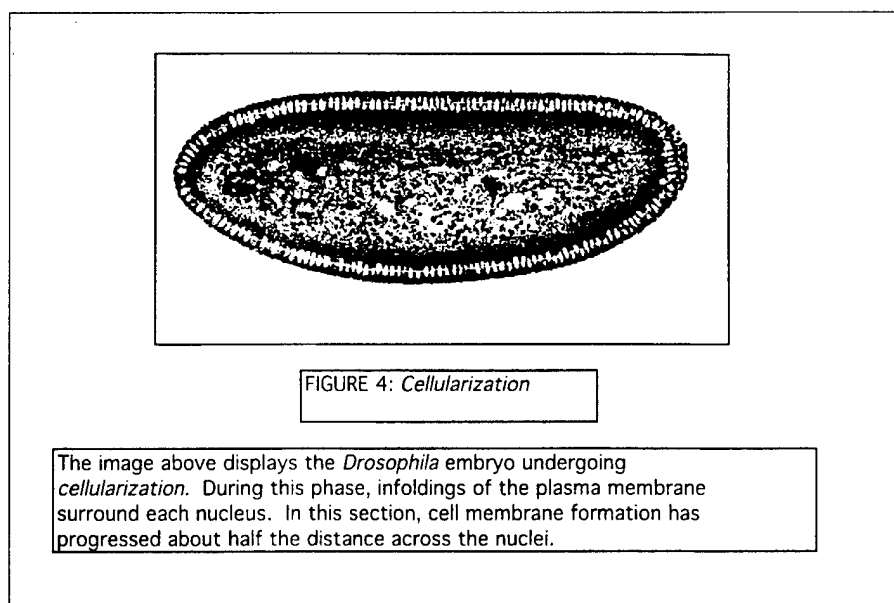 FIGURE 4: Cellularization
The image above displays the Drosophila embryo undergoing
cellularization. During this phase, infoldings of the plasma membrane
surround each nucleus. In this section, cell membrane formation has
progressed about half the distance across the nuclei.